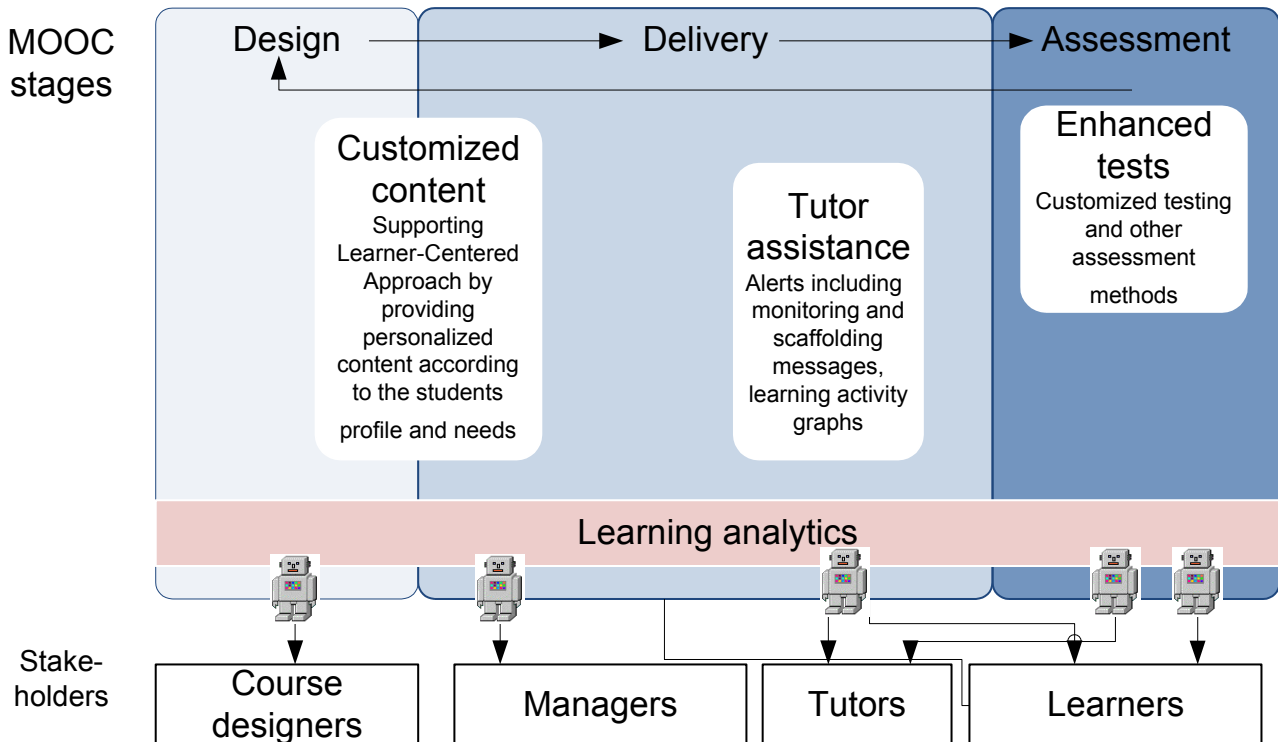 MOOC
stages
Design
Delivery
Assessment
Customized
content
Supporting
Learner-Centered
Approach by
providing
personalized
content according
to the students
profile and needs
Tutor
assistance
Alerts including
monitoring and
scaffolding
messages,
learning activity
graphs
Enhanced
tests
Customized testing
and other
assessment
methods
Learning analytics
Stake-
holders
Course
designers
Managers
Tutors
Learners